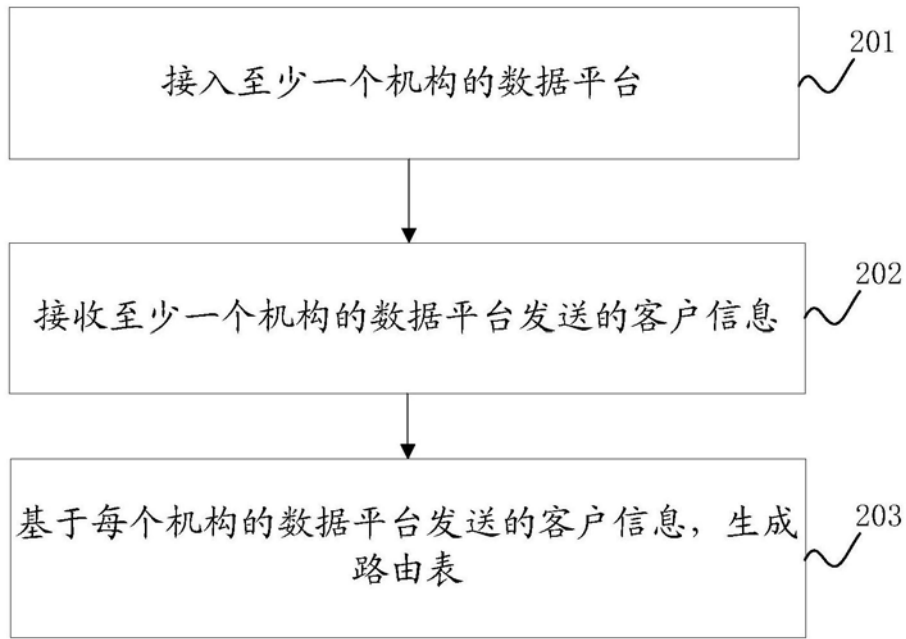 接入至少一个机构的数据平台
201
接收至少一个机构的数据平台发送的客户信息
202
基于每个机构的数据平台发送的客户信息，生成
路由表
203